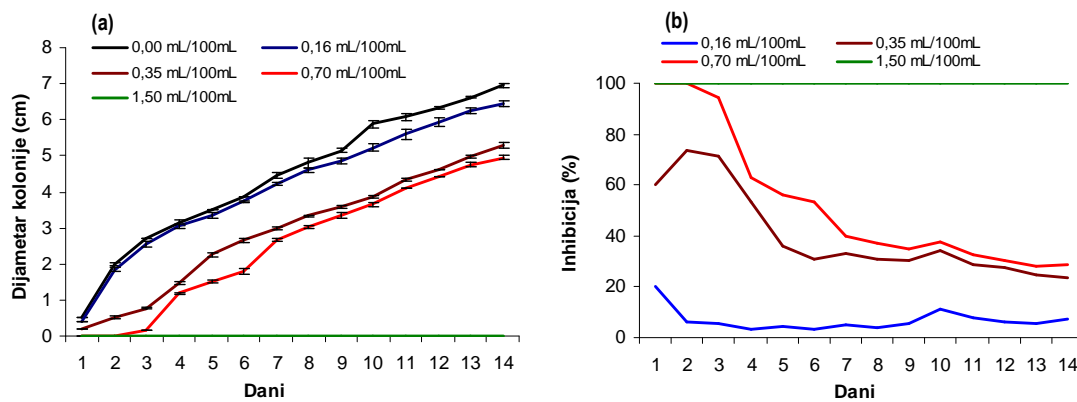 (a)
0,00 mL/100mL 0,16 mL/100mL
0,35 mL/100mL 0,70 mL/100mL
1,50 mL/100mL
Dijametar kolonije (cm)
8
7
6
5
4
3
2
1
0
1 2 3 4 5 6 7 8 9 10 11 12 13 14
Dani
(b)
0,16 mL/100mL 0,35 mL/100mL
0,70 mL/100mL 1,50 mL/100mL
Inhibicija (%)
100
80
60
40
20
0
1 2 3 4 5 6 7 8 9 10 11 12 13 14
Dani